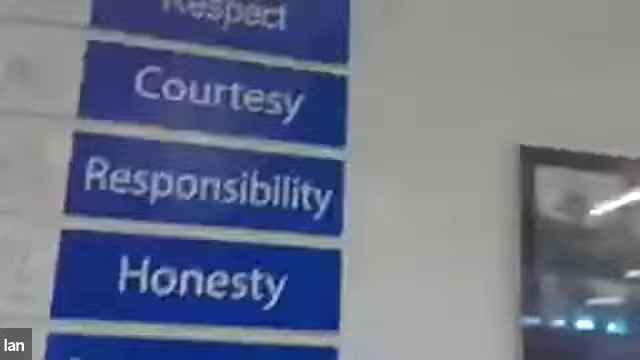 Respect
Courtesy
Responsibility
Honesty
Ian